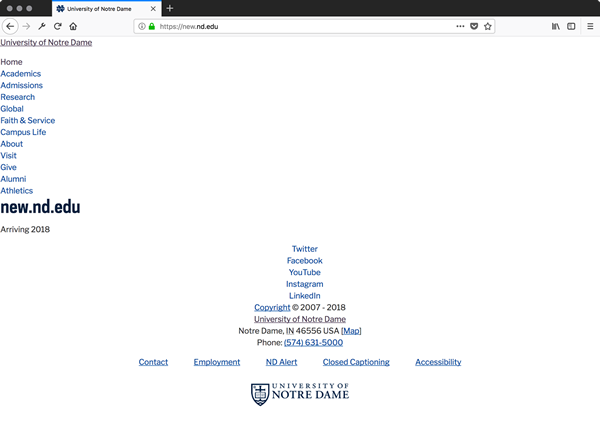 University of Notre Dame
https://new.nd.edu
University of Notre Dame
Home
Academics
Admissions
Research
Global
Faith & Service
Campus Life
About
Visit
Give
Alumni
Athletics
new.nd.edu
Arriving 2018
Twitter
Facebook
YouTube
Instagram
LinkedIn
Copyright © 2007 - 2018
University of Notre Dame
Notre Dame, IN 46556 USA [Map]
Phone: (574) 631-5000
Contact Employment ND Alert Closed Captioning Accessibility
UNIVERSITY OF
NOTRE DAME